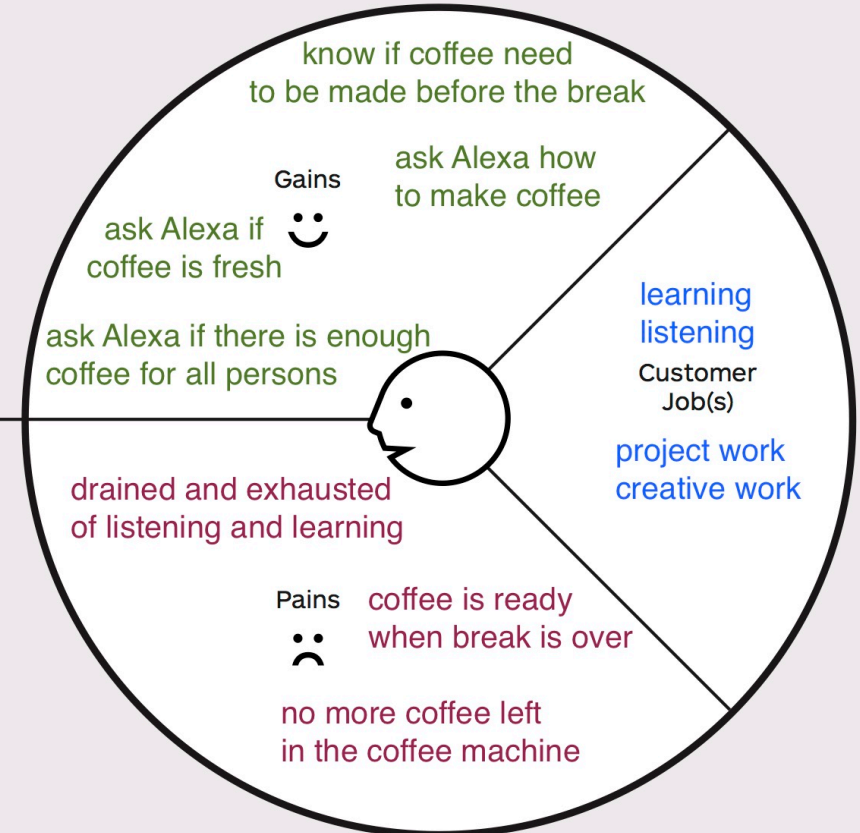 know if coffee need
to be made before the break
ask Alexa how
to make coffee
Gains
ask Alexa if
coffee is fresh
ask Alexa if there is enough
coffee for all persons
learning
listening
Customer
Job(s)
project work
creative work
drained and exhausted
of listening and learning
Pains
coffee is ready
when break is over
no more coffee left
in the coffee machine